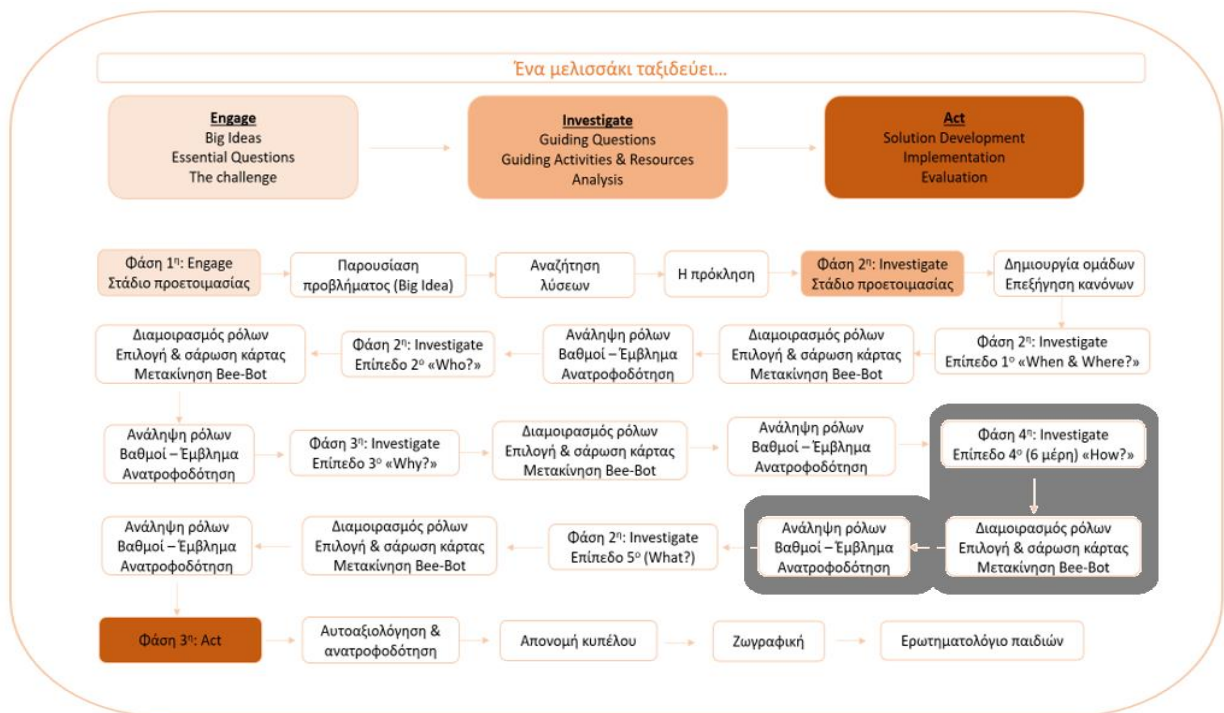 Ένα μελισσάκι ταξιδεύει...
Engage
Big Ideas
Essential Questions
The challenge
Investigate
Guiding Questions
Guiding Activities & Resources
Analysis
Act
Solution Development
Implementation
Evaluation
Φάση 1η: Engage
Στάδιο προετοιμασίας
Παρουσίαση
προβλήματος (Big Idea)
Αναζήτηση
λύσεων
Η πρόκληση
Φάση 2η: Investigate
Στάδιο προετοιμασίας
Δημιουργία ομάδων
Επεξήγηση κανόνων
Φάση 2η: Investigate
Επίπεδο 1ο «When & Where?»
Διαμοιρασμός ρόλων
Επιλογή & σάρωση κάρτας
Μετακίνηση Bee-Bot
Ανάληψη ρόλων
Βαθμοί – Έμβλημα
Ανατροφοδότηση
Φάση 2η: Investigate
Επίπεδο 2ο «Who?»
Διαμοιρασμός ρόλων
Επιλογή & σάρωση κάρτας
Μετακίνηση Bee-Bot
Ανάληψη ρόλων
Βαθμοί – Έμβλημα
Ανατροφοδότηση
Φάση 3η: Investigate
Επίπεδο 3ο «Why?»
Διαμοιρασμός ρόλων
Επιλογή & σάρωση κάρτας
Μετακίνηση Bee-Bot
Ανάληψη ρόλων
Βαθμοί – Έμβλημα
Ανατροφοδότηση
Φάση 4η: Investigate
Επίπεδο 4ο (6 μέρη) «How?»
Διαμοιρασμός ρόλων
Επιλογή & σάρωση κάρτας
Μετακίνηση Bee-Bot
Ανάληψη ρόλων
Βαθμοί – Έμβλημα
Ανατροφοδότηση
Φάση 2η: Investigate
Επίπεδο 5ο (What?)
Διαμοιρασμός ρόλων
Επιλογή & σάρωση κάρτας
Μετακίνηση Bee-Bot
Ανάληψη ρόλων
Βαθμοί – Έμβλημα
Ανατροφοδότηση
Φάση 3η: Act
Αυτοαξιολόγηση &
ανατροφοδότηση
Απονομή κυπέλου
Ζωγραφική
Ερωτηματολόγιο παιδιών